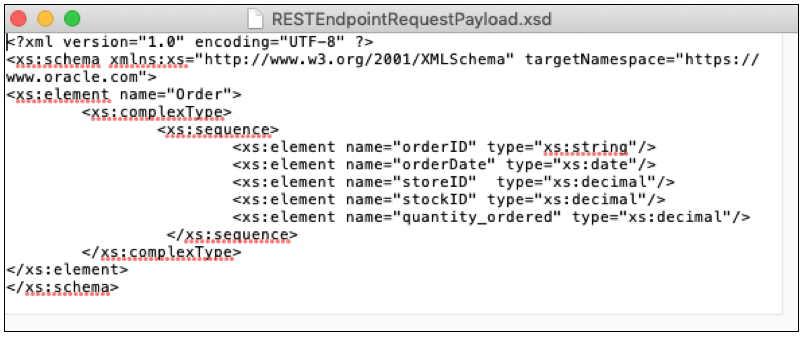 RESTEndpointRequestPayload.xsd
<?xml version="1.0" encoding="UTF-8" ?>
<xs:schema xmlns:xs="http://www.w3.org/2001/XMLSchema" targetNamespace="https://
www.oracle.com">
<xs:element name="Order">
<xs:complexType>
<xs:sequence>
<xs:element name="orderID" type="xs:string"/>
<xs:element name="orderDate" type="xs:date"/>
<xs:element name="storeID"  type="xs:decimal"/>
<xs:element name="stockID" type="xs:decimal"/>
<xs:element name="quantity_ordered" type="xs:decimal"/>
</xs:sequence>
</xs:complexType>
</xs:element>
</xs:schema>